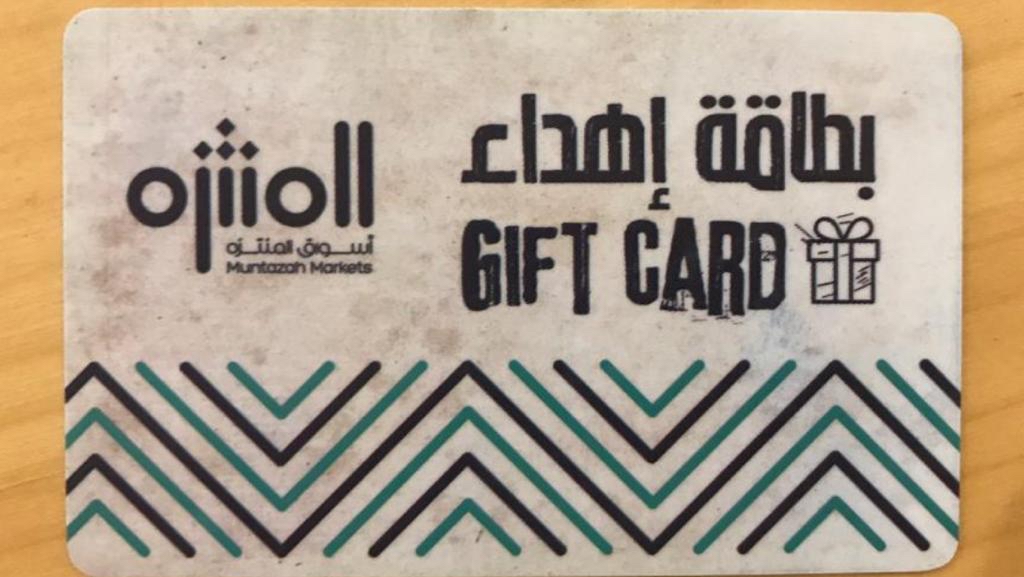 بطاقة إهداء
GIFT CARD
المنتزه
أسواق المنتزه
Muntazah Markets